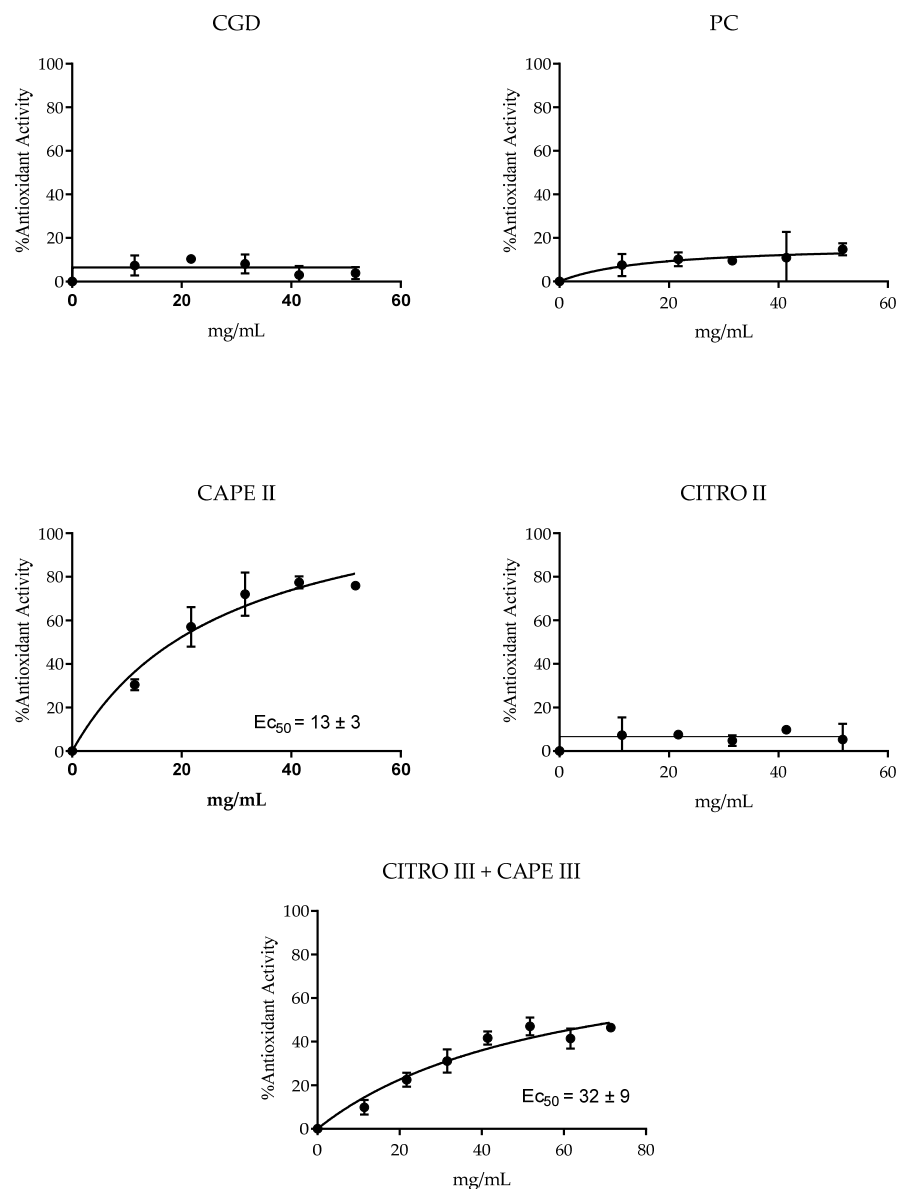 CGD
%Antioxidant Activity
100
80
60
40
20
0
0 20 40 60
mg/mL
PC
%Antioxidant Activity
100
80
60
40
20
0
0 20 40 60
mg/mL
CAPE II
%Antioxidant Activity
100
80
60
40
20
0
Ec50 = 13 ± 3
0 20 40 60
mg/mL
CITRO II
%Antioxidant Activity
100
80
60
40
20
0
0 20 40 60
mg/mL
CITRO III + CAPE III
%Antioxidant Activity
100
80
60
40
20
0
Ec50 = 32 ± 9
0 20 40 60 80
mg/mL